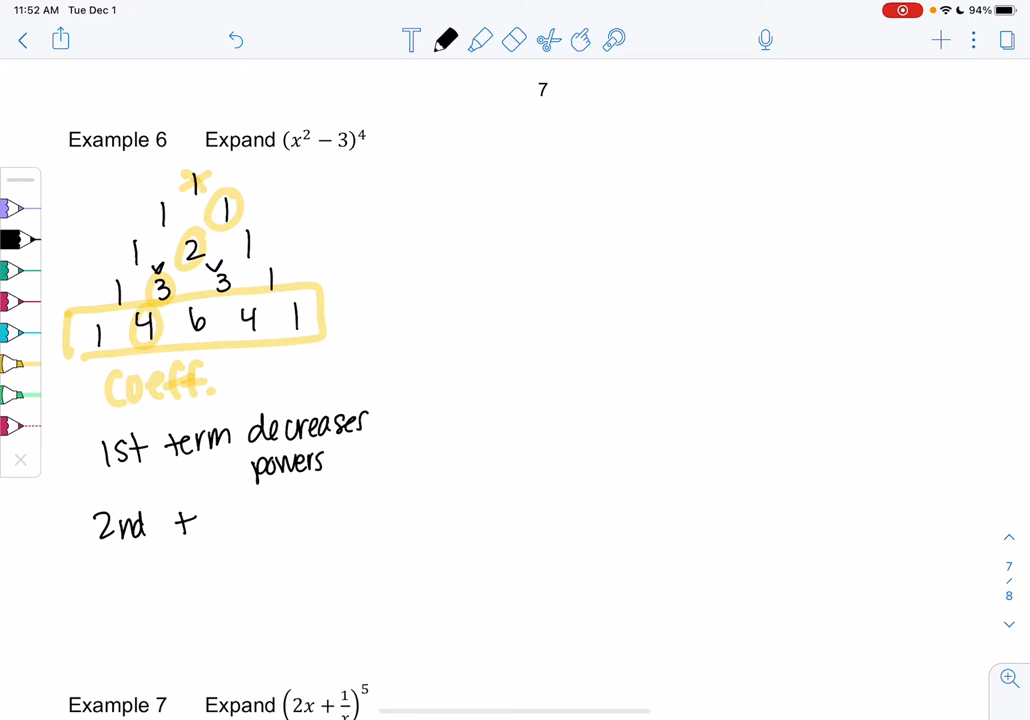 11:52 AM Tue Dec 1
94%
T
7
Example 6 Expand (x² − 3)⁴
1
1 1
1 2 1
1 3 3 1
1 4 6 4 1
Coeff.
1st term decreases
powers
2nd t
7
/
8
Example 7 Expand (2x + 1/x)⁵